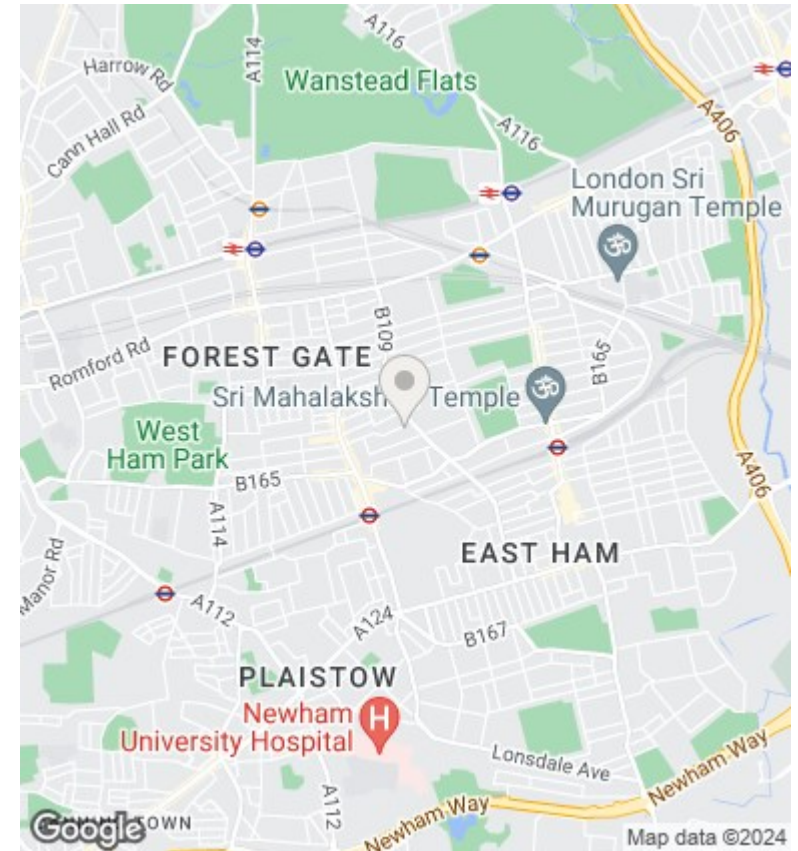 A116
A114
Harrow Rd
Wanstead Flats
Cann Hall Rd
A116
A406
London Sri
Murugan Temple
B109
B165
Romford Rd
FOREST GATE
Temple
West
Ham Park
B165
A406
A114
Manor Rd
EAST HAM
A112
A124
B167
PLAISTOW
Newham
University Hospital
H
Lonsdale Ave
Newham Way
A112
Newham Way
TOWN
Google
Map data ©2024